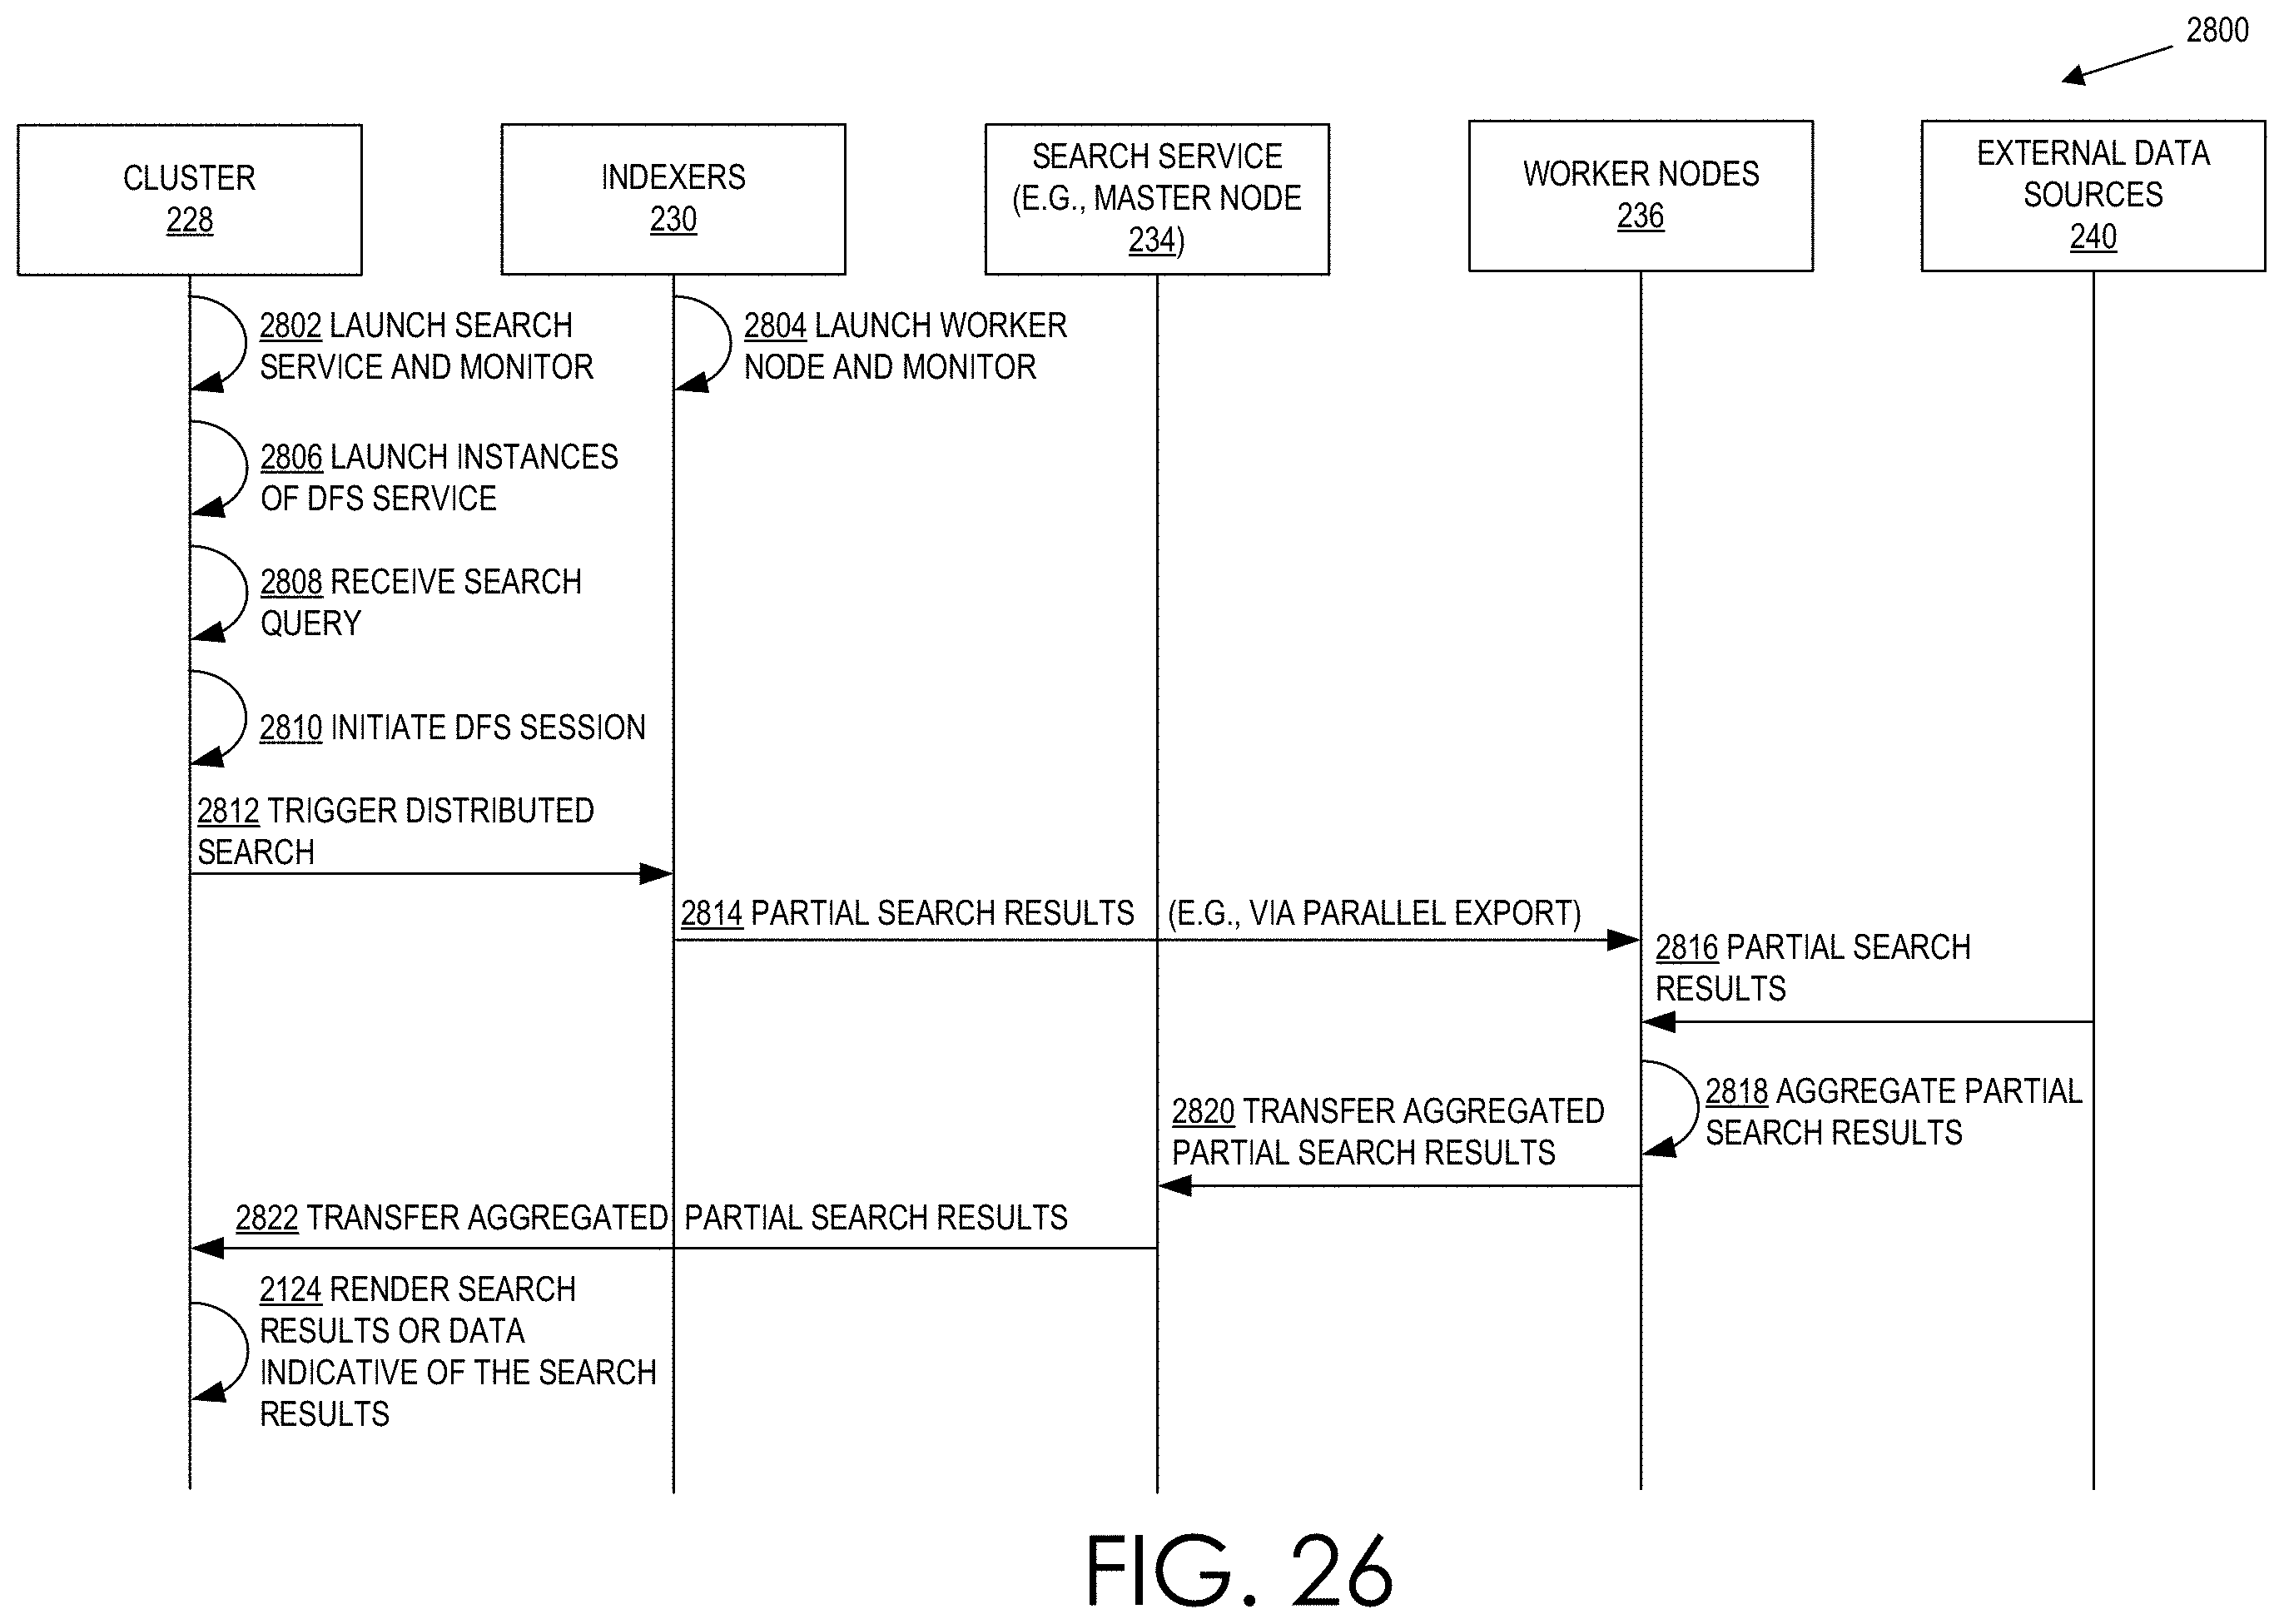 2800
CLUSTER
228
INDEXERS
230
SEARCH SERVICE
(E.G., MASTER NODE
234)
WORKER NODES
236
EXTERNAL DATA
SOURCES
240
2802 LAUNCH SEARCH
SERVICE AND MONITOR
2804 LAUNCH WORKER
NODE AND MONITOR
2806 LAUNCH INSTANCES
OF DFS SERVICE
2808 RECEIVE SEARCH
QUERY
2810 INITIATE DFS SESSION
2812 TRIGGER DISTRIBUTED
SEARCH
2814 PARTIAL SEARCH RESULTS (E.G., VIA PARALLEL EXPORT)
2816 PARTIAL SEARCH
RESULTS
2818 AGGREGATE PARTIAL
SEARCH RESULTS
2820 TRANSFER AGGREGATED
PARTIAL SEARCH RESULTS
2822 TRANSFER AGGREGATED PARTIAL SEARCH RESULTS
2124 RENDER SEARCH
RESULTS OR DATA
INDICATIVE OF THE SEARCH
RESULTS
FIG. 26